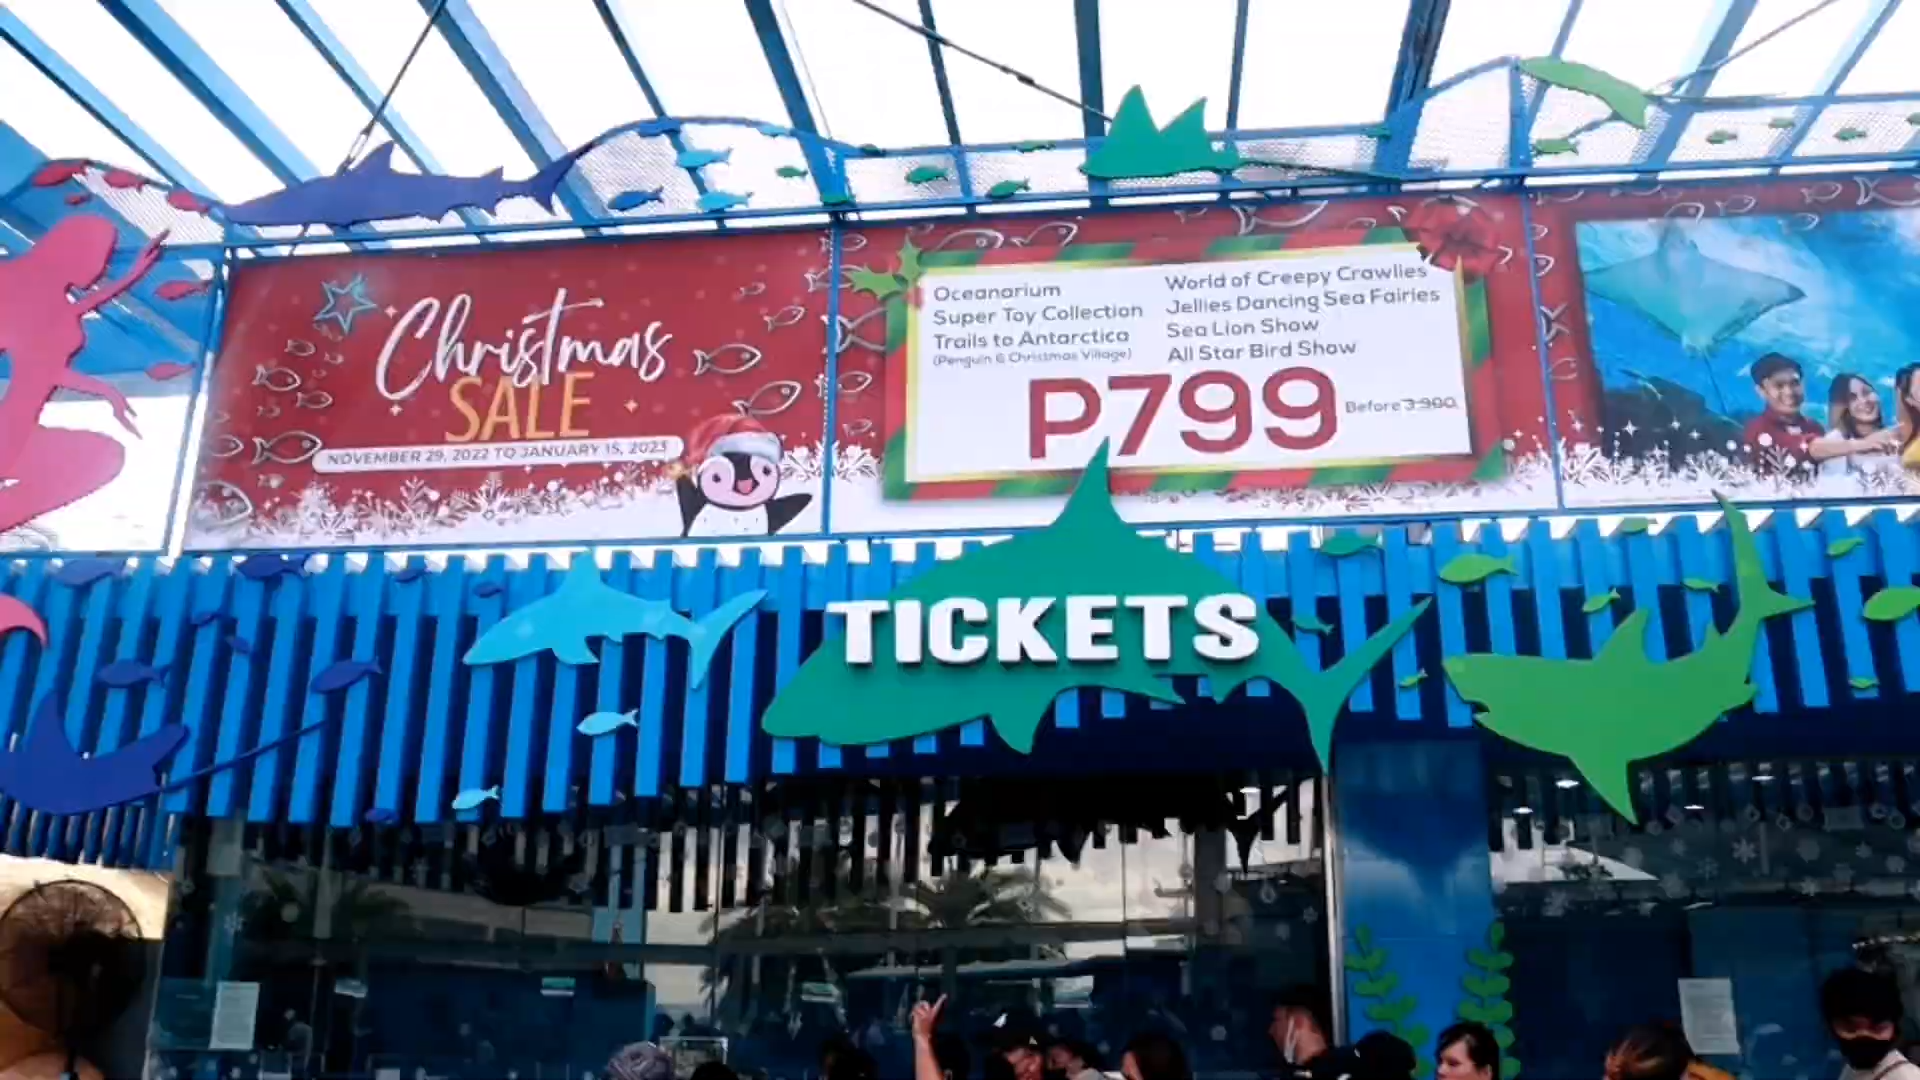 Christmas
SALE
NOVEMBER 29, 2022 TO JANUARY 15, 2023
Oceanarium
Super Toy Collection
Trails to Antarctica
(Penguin & Christmas Village)
World of Creepy Crawlies
Jellies Dancing Sea Fairies
Sea Lion Show
All Star Bird Show
P799
Before 3,900
TICKETS